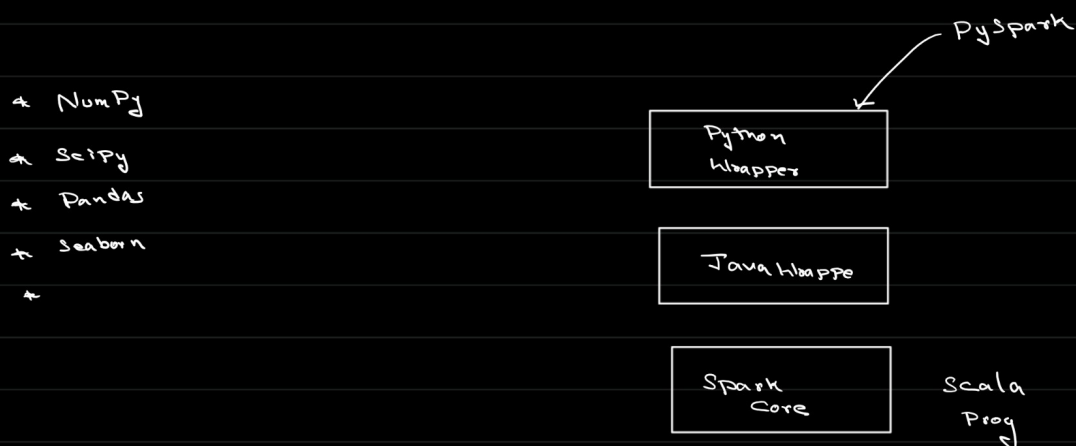 PySpark
* NumPy
* SciPy
* Pandas
* Seaborn
*
Python
Wrapper
Java Wrappe
Spark
Core
Scala
Prog